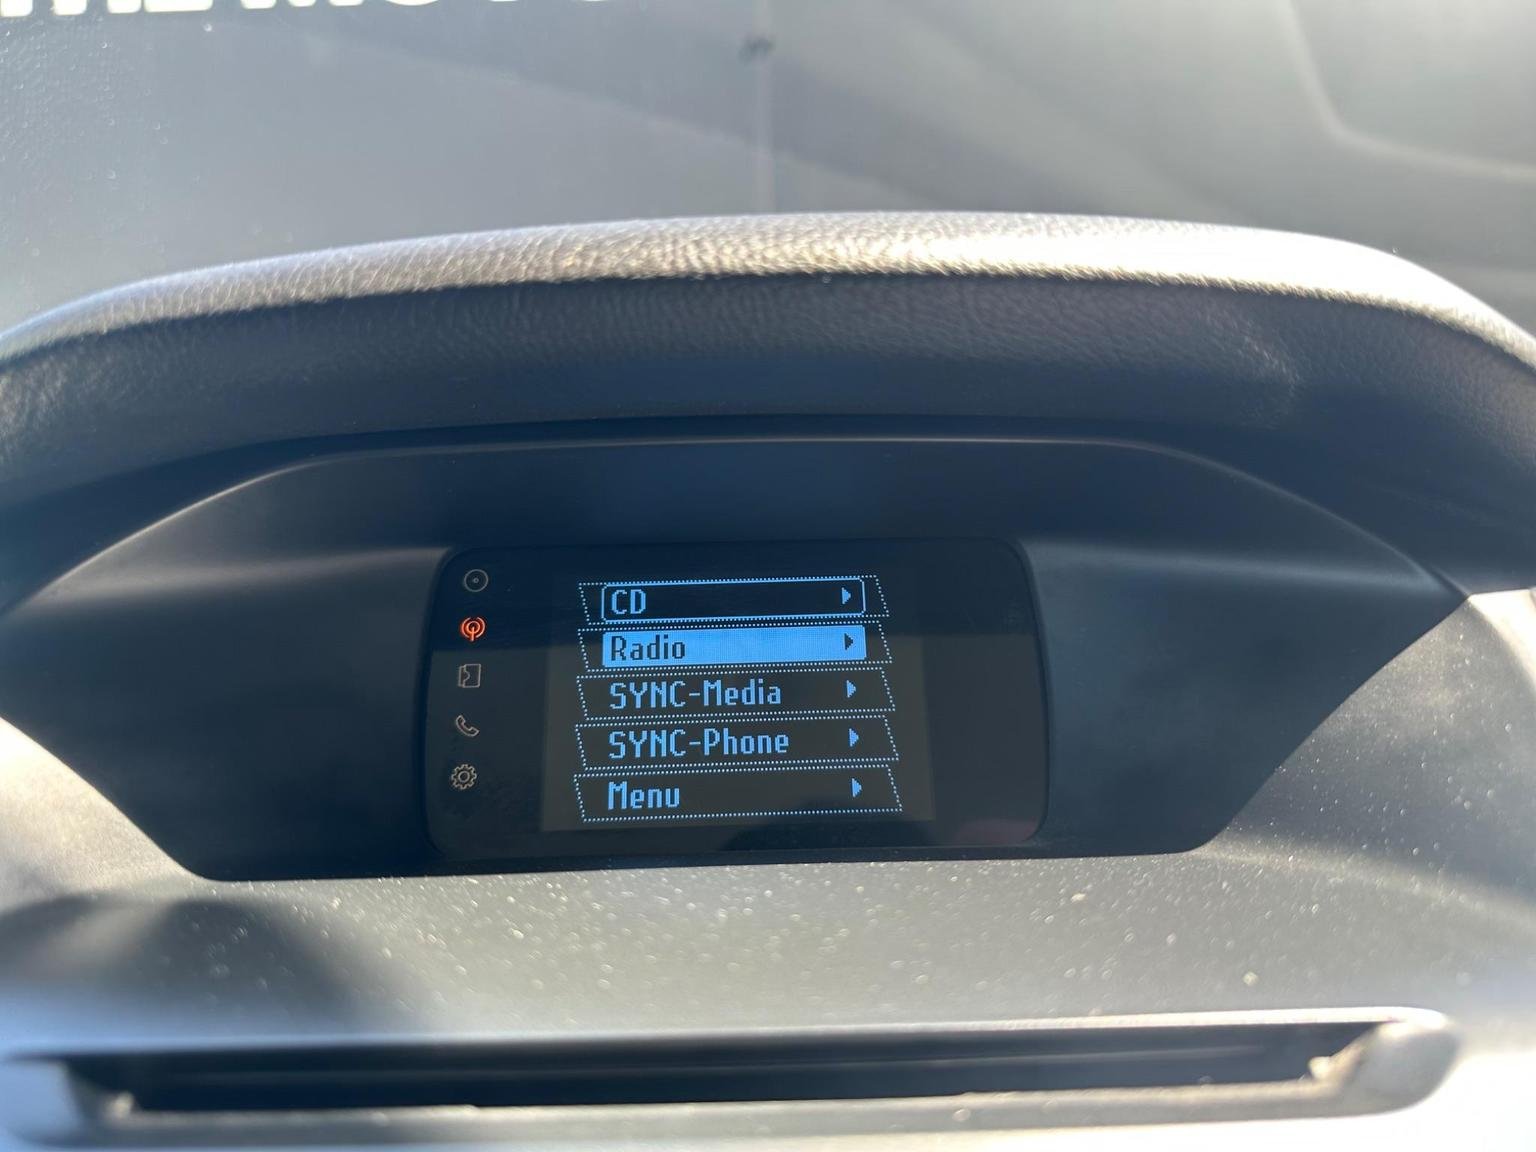 CD
Radio
SYNC-Media
SYNC-Phone
Menu